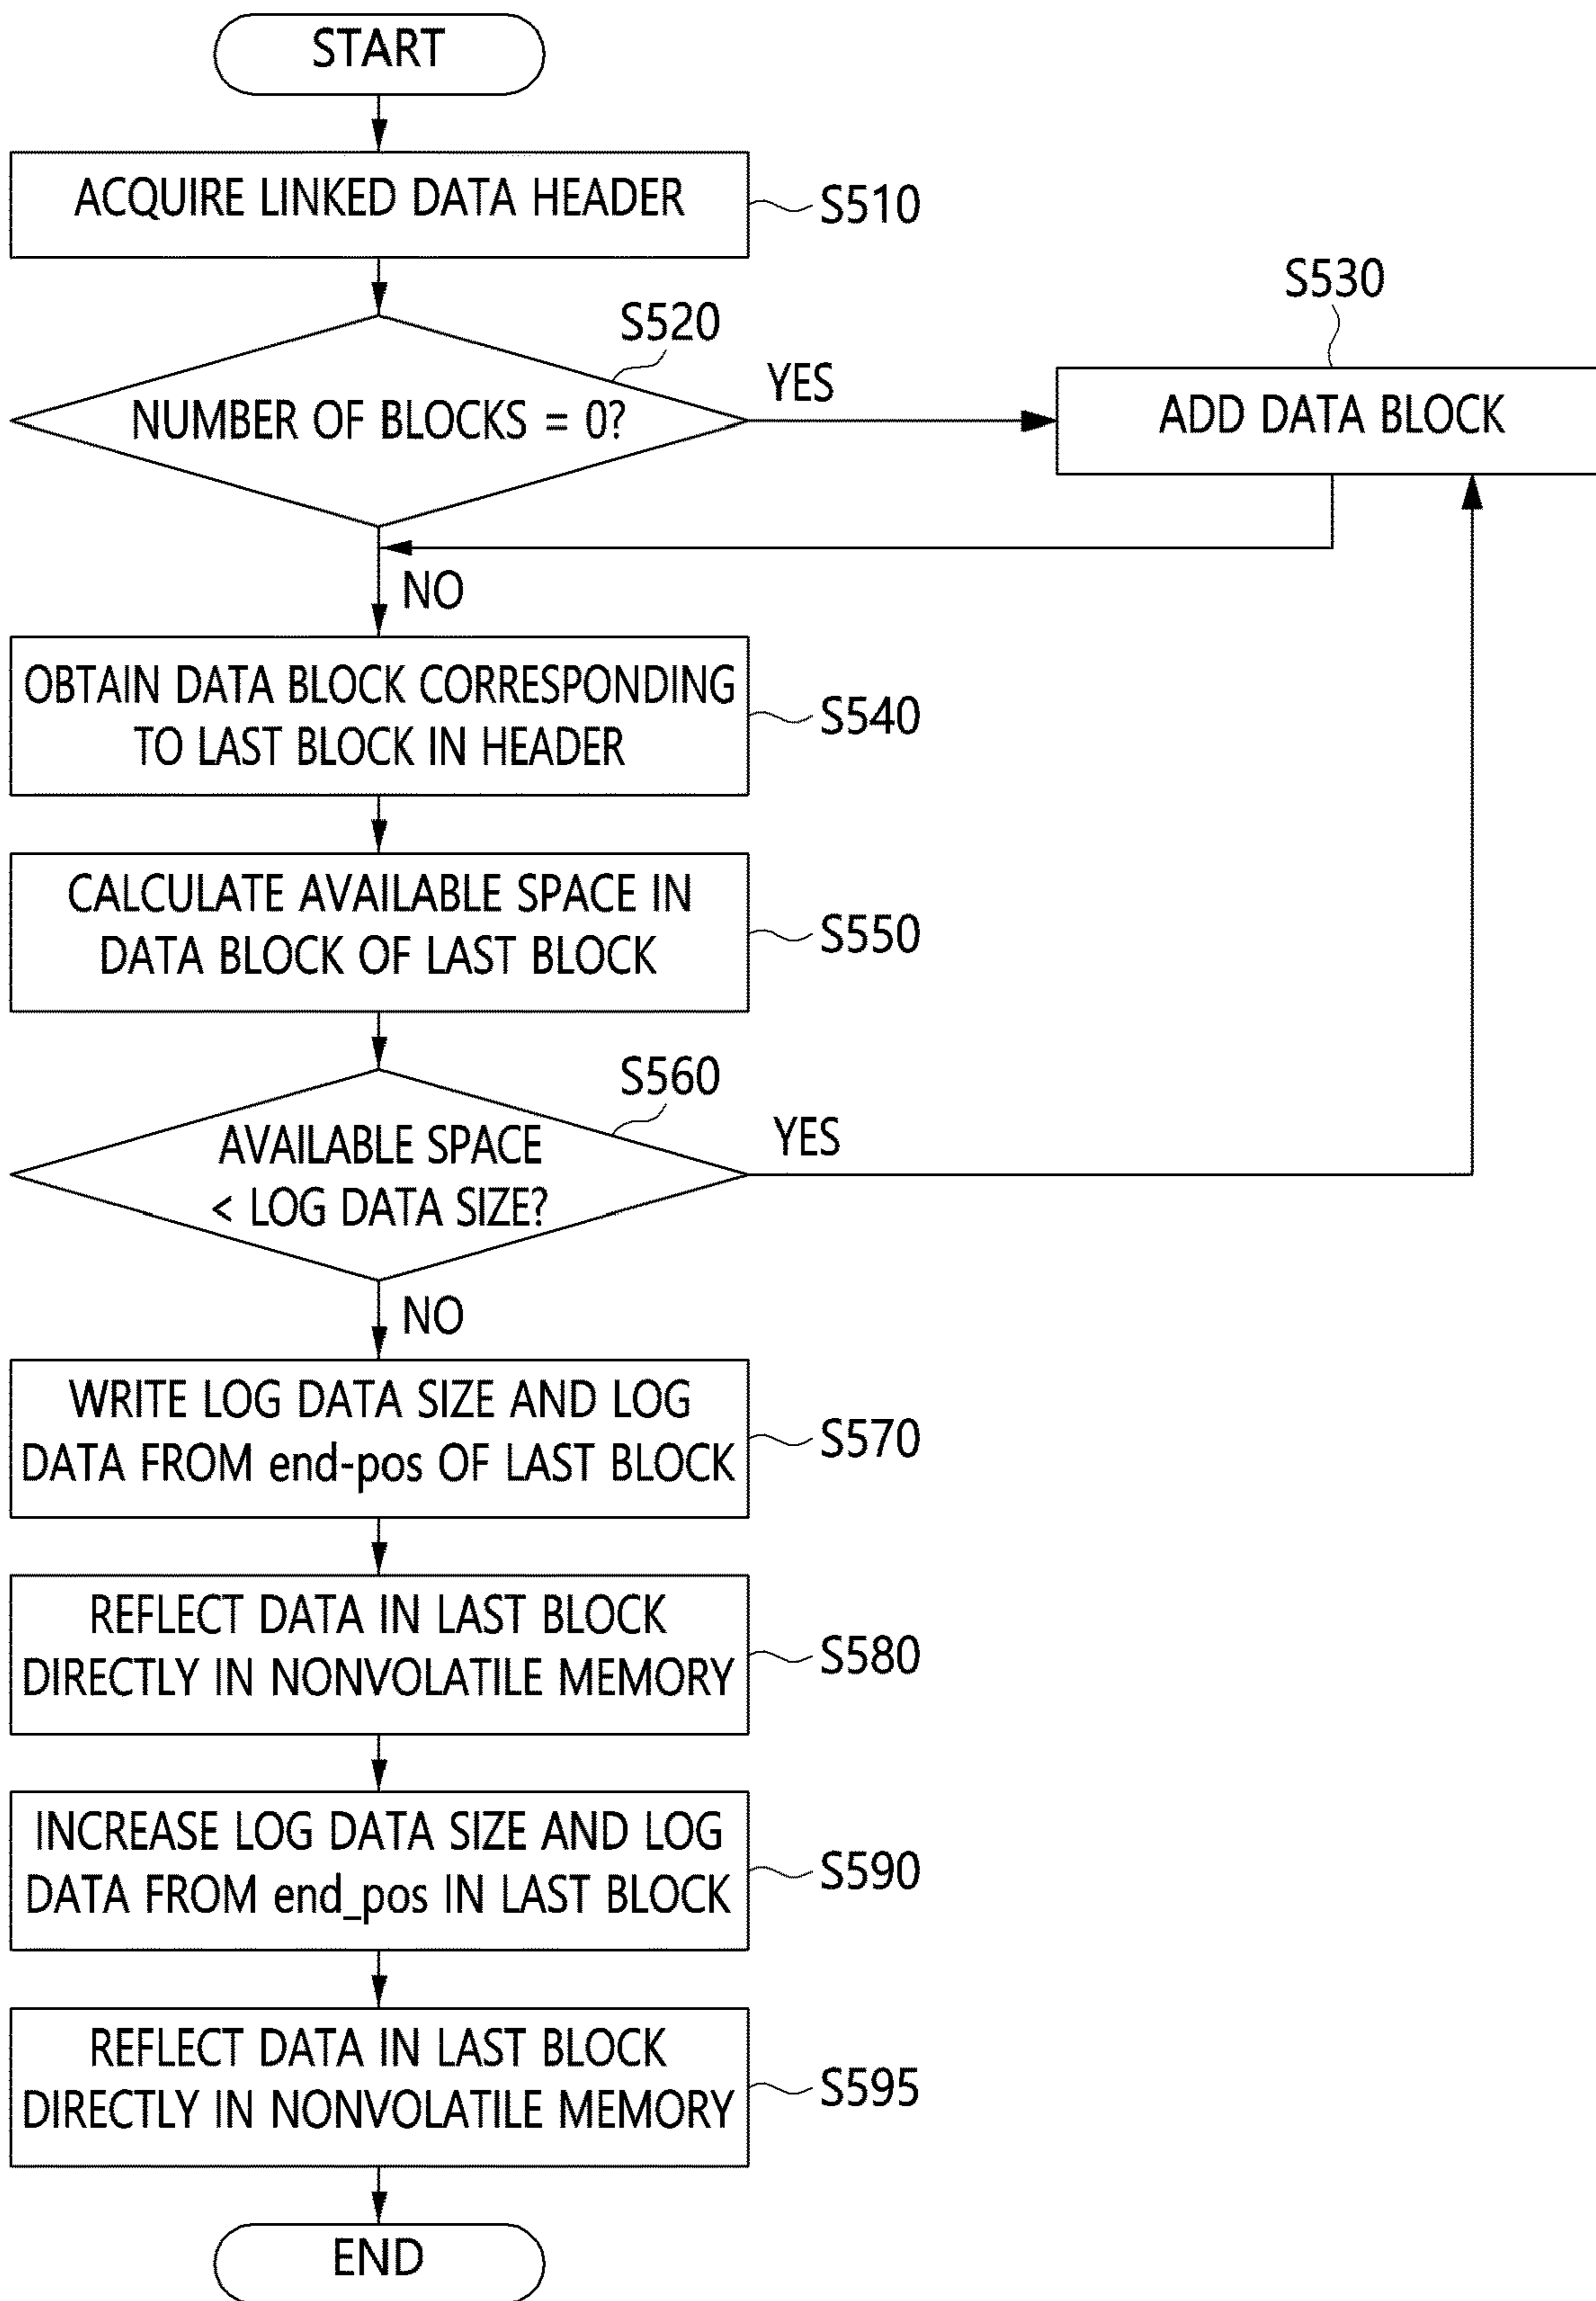 START
ACQUIRE LINKED DATA HEADER
S510
S520
NUMBER OF BLOCKS = 0?
YES
S530
ADD DATA BLOCK
NO
OBTAIN DATA BLOCK CORRESPONDING
TO LAST BLOCK IN HEADER
S540
CALCULATE AVAILABLE SPACE IN
DATA BLOCK OF LAST BLOCK
S550
S560
AVAILABLE SPACE
< LOG DATA SIZE?
YES
NO
WRITE LOG DATA SIZE AND LOG
DATA FROM end-pos OF LAST BLOCK
S570
REFLECT DATA IN LAST BLOCK
DIRECTLY IN NONVOLATILE MEMORY
S580
INCREASE LOG DATA SIZE AND LOG
DATA FROM end_pos IN LAST BLOCK
S590
REFLECT DATA IN LAST BLOCK
DIRECTLY IN NONVOLATILE MEMORY
S595
END